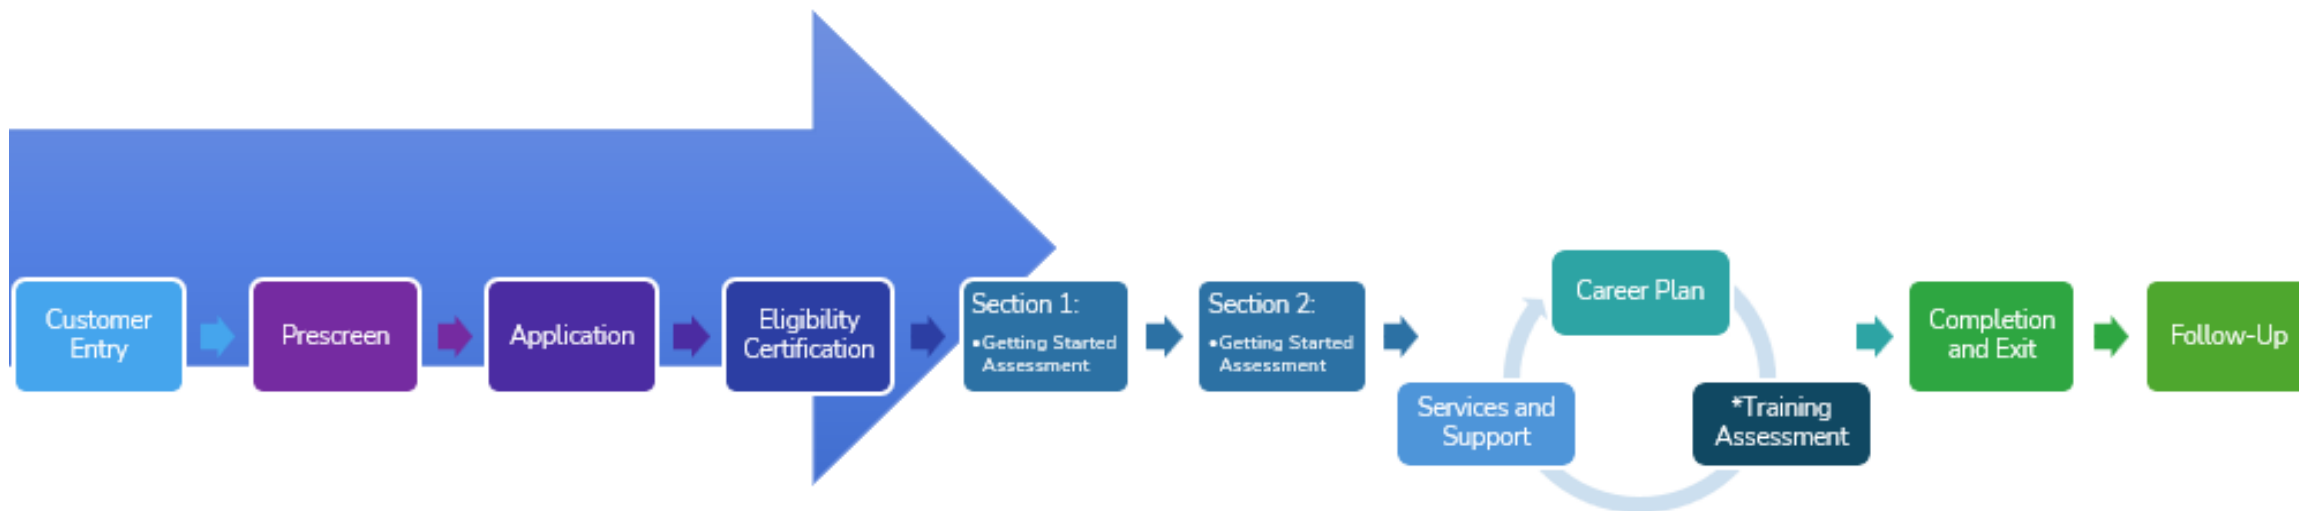 Customer
Entry
Prescreen
Application
Eligibility
Certification
Section 1:
•Getting Started
Assessment
Section 2:
•Getting Started
Assessment
Career Plan
Services and
Support
*Training
Assessment
Completion
and Exit
Follow-Up